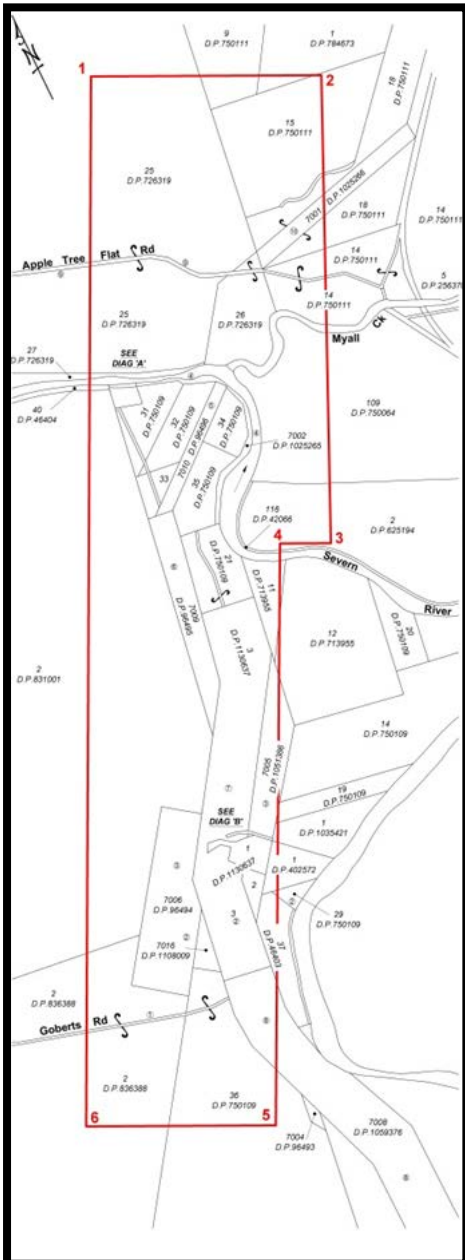 N
9
D.P.750111
1
D.P.784673
1
2
19
D.P.750111
15
D.P.750111
25
D.P.726319
7001 D.P.1025266
18
D.P.750111
14
D.P.750111
14
D.P.750111
Apple Tree Flat Rd
5
D.P.25637
14
D.P.750111
25
D.P.726319
26
D.P.726319
Myall Ck
27
D.P.726319
SEE
DIAG 'A'
40
D.P.46404
31
D.P.750109
32
D.P.750109
7010 D.P.96496
34
D.P.750109
109
D.P.750064
7002
D.P.1025265
33
35
D.P.750109
116
D.P.42066
2
D.P.625194
4
3
Severn River
21
D.P.750109
11
D.P.713955
7009
D.P.96495
3
D.P.1130637
12
D.P.713955
20
D.P.750109
2
D.P.831001
14
D.P.750109
7005
D.P.1051386
19
D.P.750109
SEE
DIAG 'B'
1
D.P.1035421
1
D.P.1130637
1
D.P.402572
2
29
D.P.750109
7006
D.P.96494
3
37
D.P.46403
7016
D.P.1108009
2
D.P.836388
Goberts Rd
2
D.P.836388
36
D.P.750109
6
5
7004
D.P.96493
7008
D.P.1059376